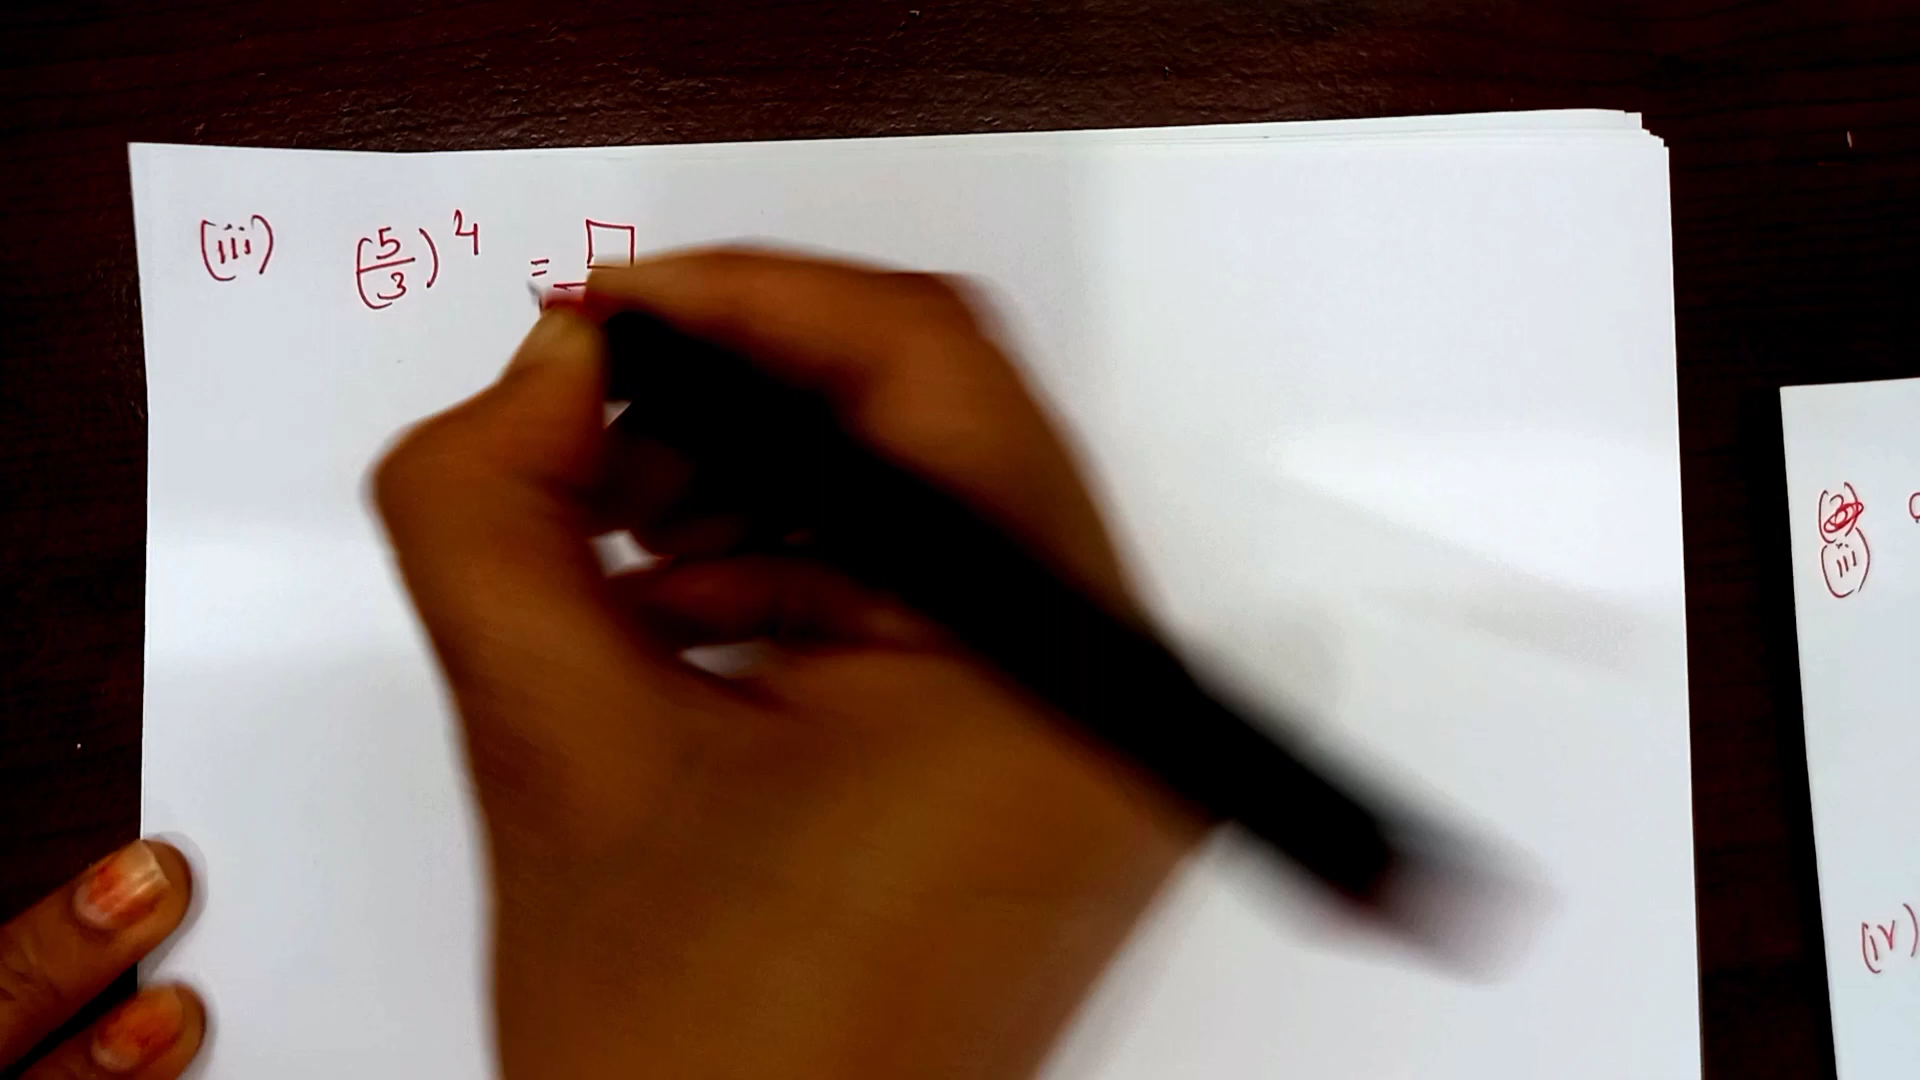 (iii) (5/3)^4 = □
(iii)
(iv)